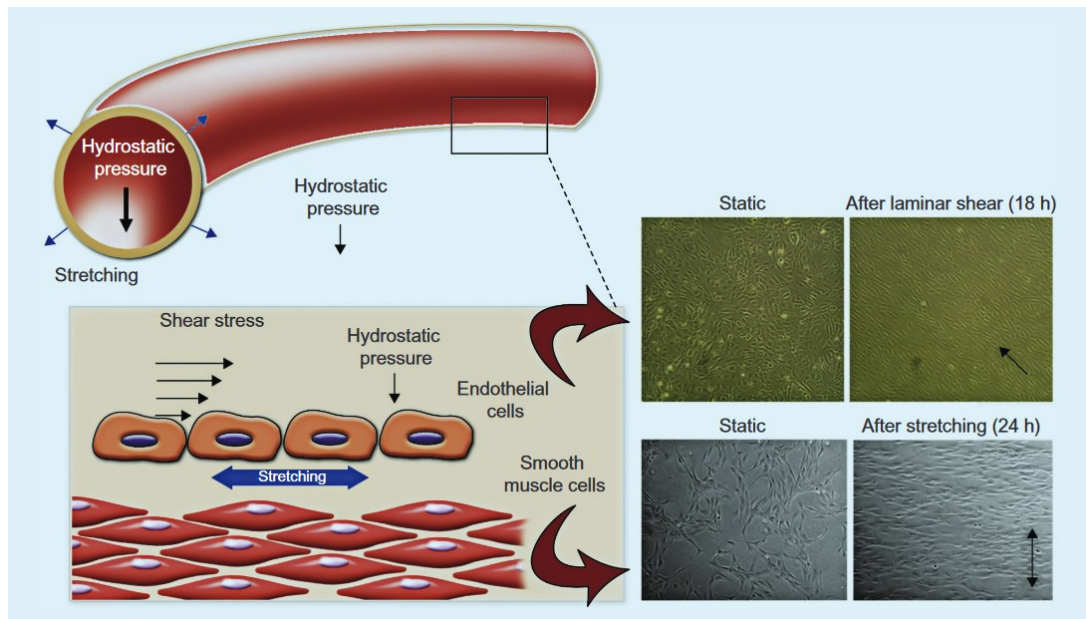 Hydrostatic
pressure
Stretching
Hydrostatic
pressure
Shear stress
Hydrostatic
pressure
Endothelial
cells
Stretching
Smooth
muscle cells
Static
After laminar shear (18 h)
Static
After stretching (24 h)